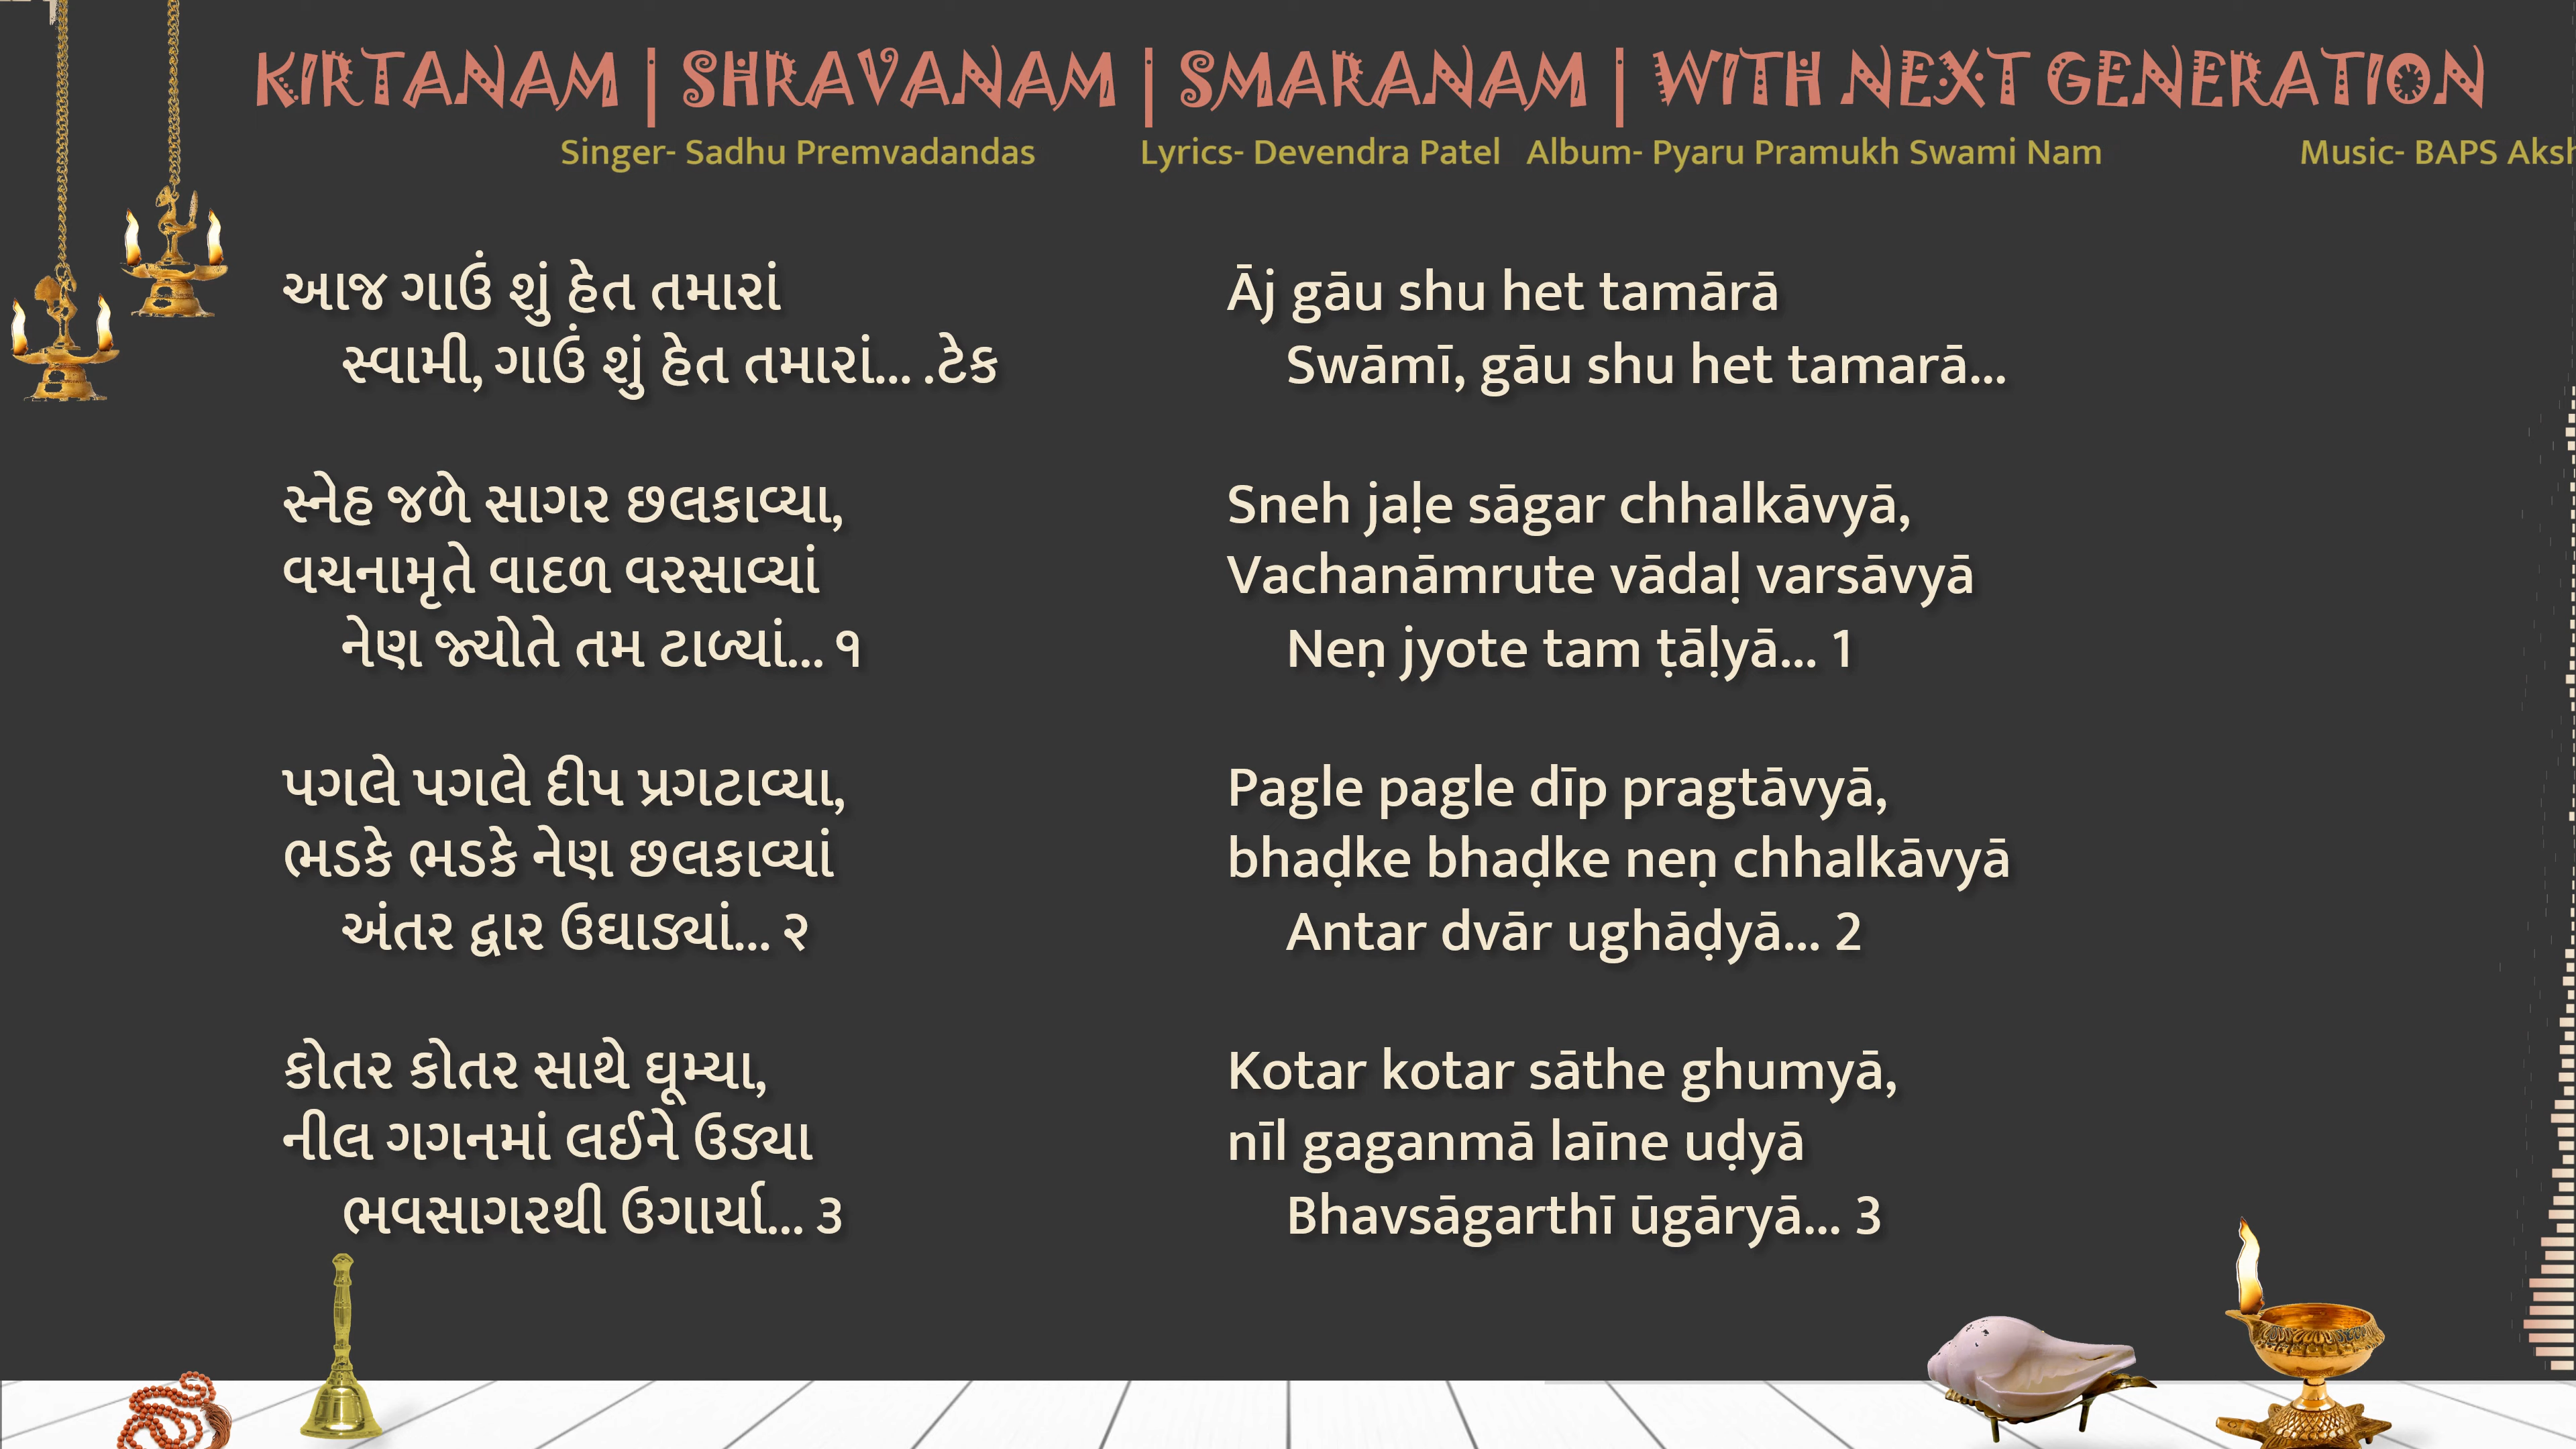 KIRTANAM | SHRAVANAM | SMARANAM | WITH NEXT GENERATION
Singer- Sadhu Premvadandas Lyrics- Devendra Patel Album- Pyaru Pramukh Swami Nam Music- BAPS
આજ ગાઉં શું હેત તમારાં
સ્વામી, ગાઉં શું હેત તમારાં... .ટેક
સ્નેહ જળે સાગર છલકાવ્યા,
વચનામૃતે વાદળ વરસાવ્યાં
નેણ જ્યોતે તમ ટાળ્યાં... ૧
પગલે પગલે દીપ પ્રગટાવ્યા,
ભડકે ભડકે નેણ છલકાવ્યાં
અંતર દ્વાર ઉઘાડ્યાં... ૨
કોતર કોતર સાથે ઘૂમ્યા,
નીલ ગગનમાં લઈને ઉડ્યા
ભવસાગરથી ઉગાર્યા... ૩
Āj gāu shu het tamārā
Swāmī, gāu shu het tamarā...
Sneh jaḷe sāgar chhalkāvyā,
Vachanāmrute vādaḷ varsāvyā
Neṇ jyote tam ṭāḷyā... 1
Pagle pagle dīp pragtāvyā,
bhaḍke bhaḍke neṇ chhalkāvyā
Antar dvār ughāḍyā... 2
Kotar kotar sāthe ghumyā,
nīl gaganmā laīne uḍyā
Bhavsāgarthī ūgāryā... 3